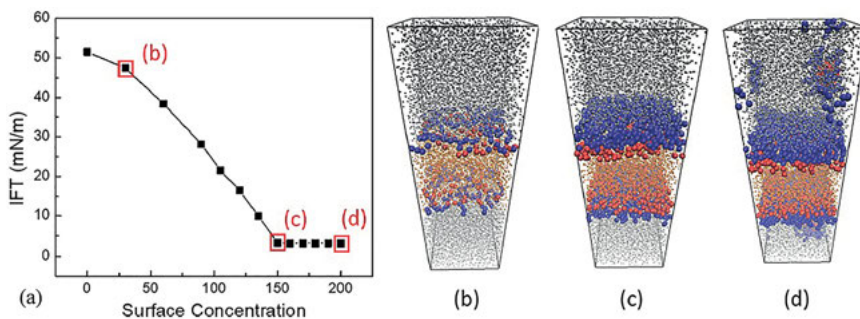 60
50
40
30
20
10
0
IFT (mN/m)
(b)
(c)
(d)
0 50 100 150 200
(a) Surface Concentration
(b) (c) (d)